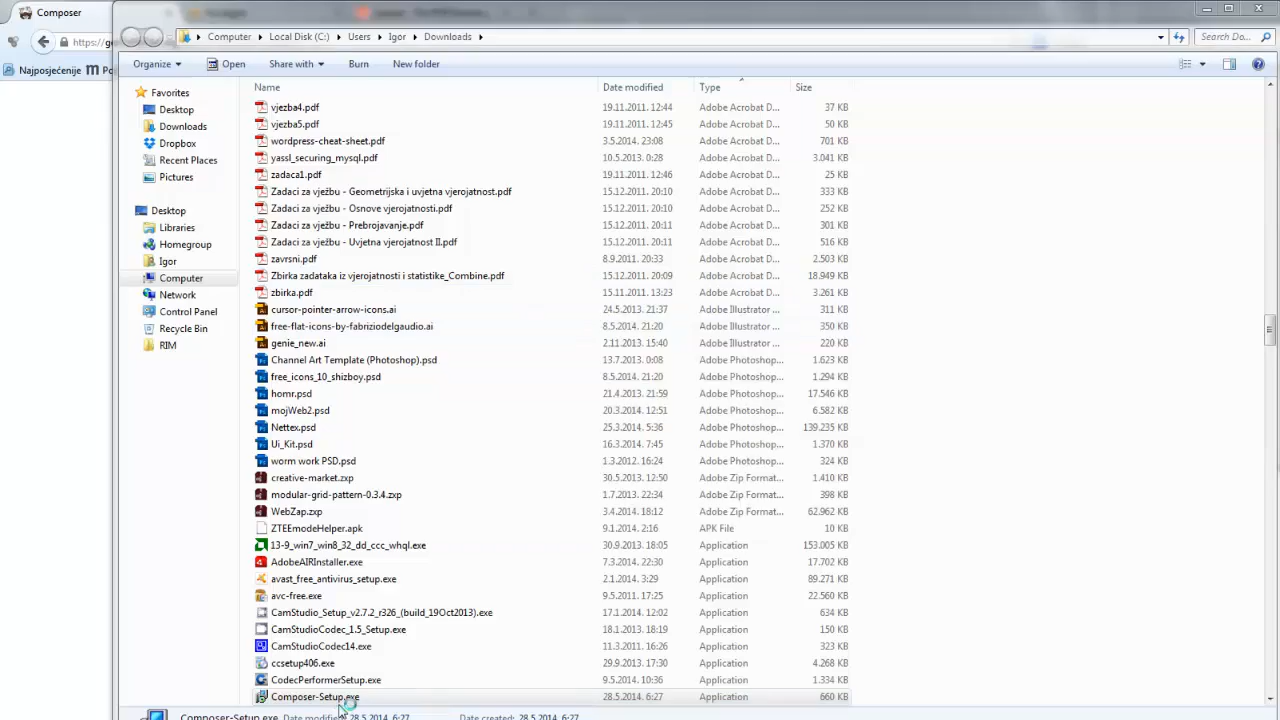 Composer
https://g
Computer Local Disk (C:) Users Igor Downloads
Search Do...
Najposjećenije
Organize Open Share with Burn New folder
Name Date modified Type Size
Favorites
Desktop
Downloads
Dropbox
Recent Places
Pictures
Desktop
Libraries
Homegroup
Igor
Computer
Network
Control Panel
Recycle Bin
RIM
vjezba4.pdf 19.11.2011. 12:44 Adobe Acrobat D... 37 KB
vjezba5.pdf 19.11.2011. 12:45 Adobe Acrobat D... 50 KB
wordpress-cheat-sheet.pdf 3.5.2014. 23:08 Adobe Acrobat D... 701 KB
yassl_securing_mysql.pdf 10.5.2013. 0:28 Adobe Acrobat D... 3.041 KB
zadaca1.pdf 19.11.2011. 12:46 Adobe Acrobat D... 25 KB
Zadaci za vježbu - Geometrijska i uvjetna vjerojatnost.pdf 15.12.2011. 20:10 Adobe Acrobat D... 333 KB
Zadaci za vježbu - Osnove vjerojatnosti.pdf 15.12.2011. 20:10 Adobe Acrobat D... 252 KB
Zadaci za vježbu - Prebrojavanje.pdf 15.12.2011. 20:11 Adobe Acrobat D... 301 KB
Zadaci za vježbu - Uvjetna vjerojatnost II.pdf 15.12.2011. 20:11 Adobe Acrobat D... 516 KB
zavrsni.pdf 8.9.2011. 20:33 Adobe Acrobat D... 2.503 KB
Zbirka zadataka iz vjerojatnosti i statistike_Combine.pdf 15.12.2011. 20:09 Adobe Acrobat D... 18.949 KB
zbirka.pdf 15.11.2011. 13:23 Adobe Acrobat D... 3.261 KB
cursor-pointer-arrow-icons.ai 24.5.2013. 21:37 Adobe Illustrator ... 311 KB
free-flat-icons-by-fabriziodelgaudio.ai 8.5.2014. 21:20 Adobe Illustrator ... 350 KB
genie_new.ai 2.11.2013. 15:40 Adobe Illustrator ... 220 KB
Channel Art Template (Photoshop).psd 13.7.2013. 0:08 Adobe Photoshop... 1.623 KB
free_icons_10_shizboy.psd 8.5.2014. 21:20 Adobe Photoshop... 1.294 KB
homr.psd 21.4.2013. 21:59 Adobe Photoshop... 17.546 KB
mojWeb2.psd 20.3.2014. 12:51 Adobe Photoshop... 6.582 KB
Nettex.psd 25.3.2014. 5:36 Adobe Photoshop... 139.235 KB
Ui_Kit.psd 16.3.2014. 7:45 Adobe Photoshop... 1.370 KB
worm work PSD.psd 1.3.2012. 16:24 Adobe Photoshop... 324 KB
creative-market.zxp 30.5.2013. 12:50 Adobe Zip Format... 1.410 KB
modular-grid-pattern-0.3.4.zxp 1.7.2013. 22:34 Adobe Zip Format... 398 KB
WebZap.zxp 3.4.2014. 18:12 Adobe Zip Format... 62.962 KB
ZTEEmodeHelper.apk 9.1.2014. 2:16 APK File 10 KB
13-9_win7_win8_32_dd_ccc_whql.exe 30.9.2013. 18:05 Application 153.005 KB
AdobeAIRInstaller.exe 7.3.2014. 22:30 Application 17.702 KB
avast_free_antivirus_setup.exe 2.1.2014. 3:29 Application 89.271 KB
avc-free.exe 9.5.2011. 17:25 Application 22.560 KB
CamStudio_Setup_v2.7.2_r326_(build_19Oct2013).exe 17.1.2014. 12:02 Application 634 KB
CamStudioCodec_1.5_Setup.exe 18.1.2013. 18:19 Application 150 KB
CamStudioCodec14.exe 11.3.2011. 16:26 Application 323 KB
ccsetup406.exe 29.9.2013. 17:30 Application 4.268 KB
CodecPerformerSetup.exe 9.5.2014. 10:36 Application 1.334 KB
Composer-Setup.exe 28.5.2014. 6:27 Application 660 KB
Composer-Setup.exe Date modified: 28.5.2014. 6:27 Date created: 28.5.2014. 6:27